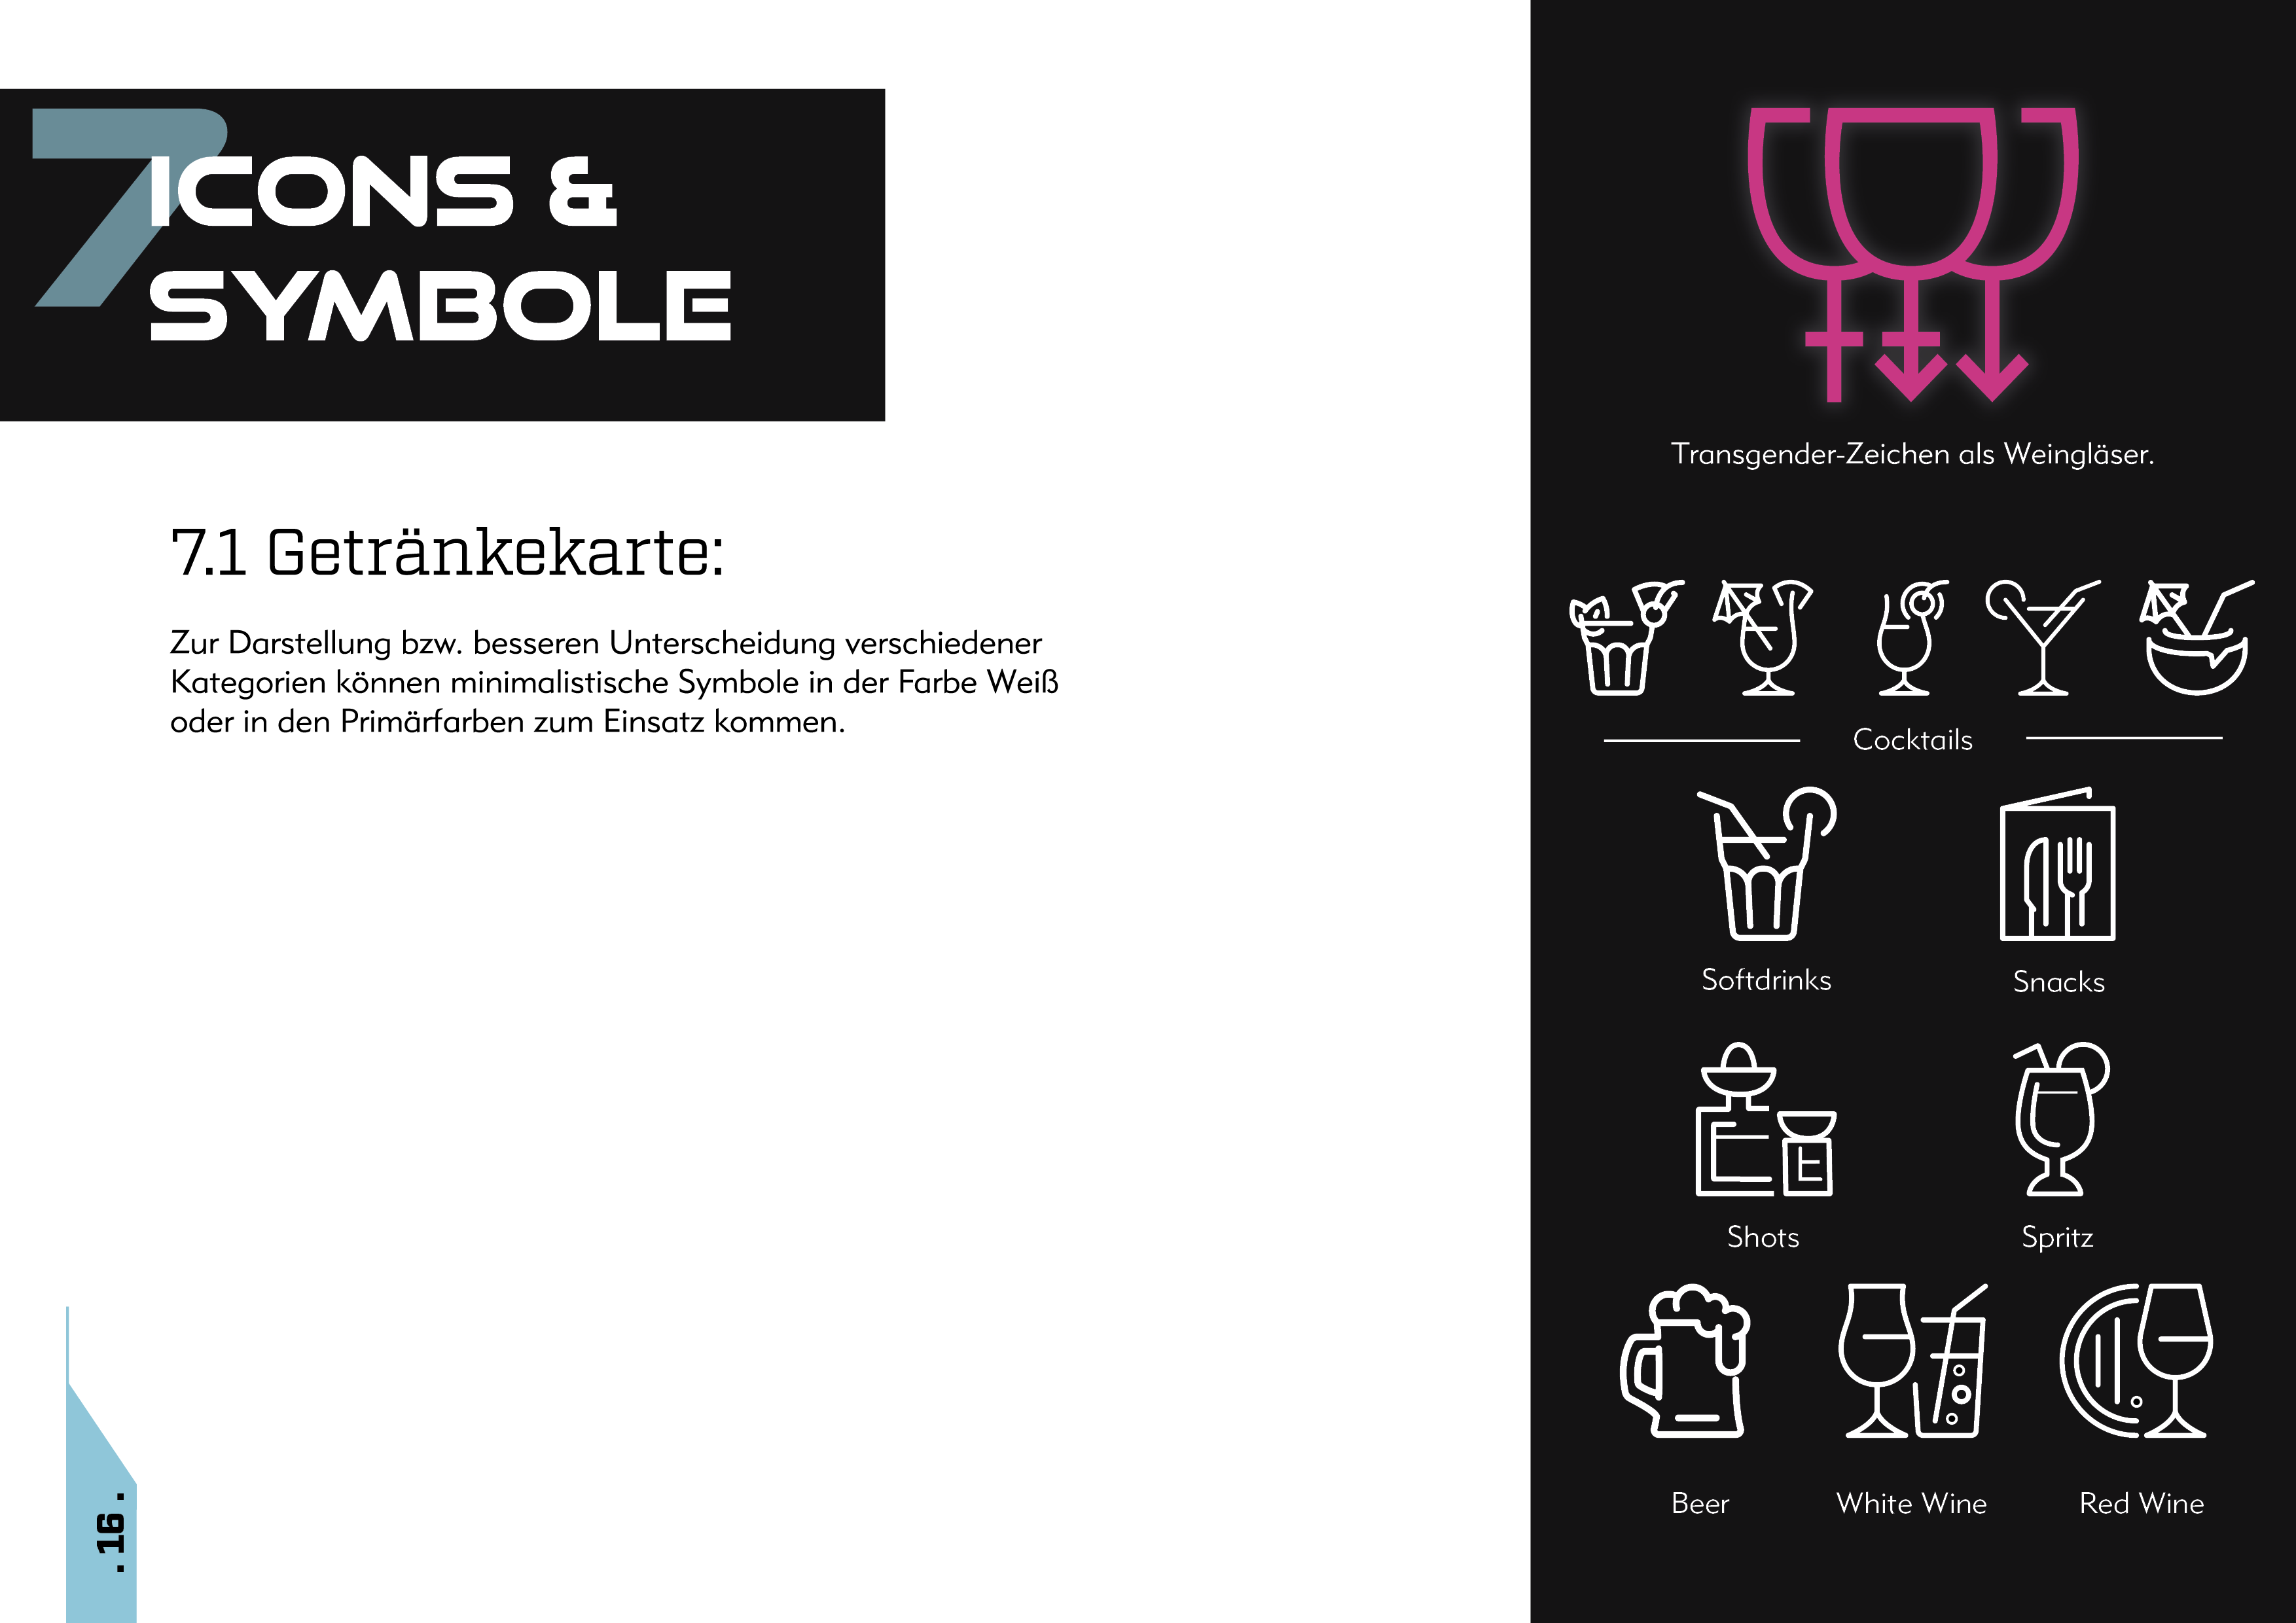 7
ICONS &
SYMBOLE
7.1 Getränkekarte:
Zur Darstellung bzw. besseren Unterscheidung verschiedener
Kategorien können minimalistische Symbole in der Farbe Weiß
oder in den Primärfarben zum Einsatz kommen.
. 16 .
Transgender-Zeichen als Weingläser.
Cocktails
Softdrinks
Snacks
Shots
Spritz
Beer
White Wine
Red Wine